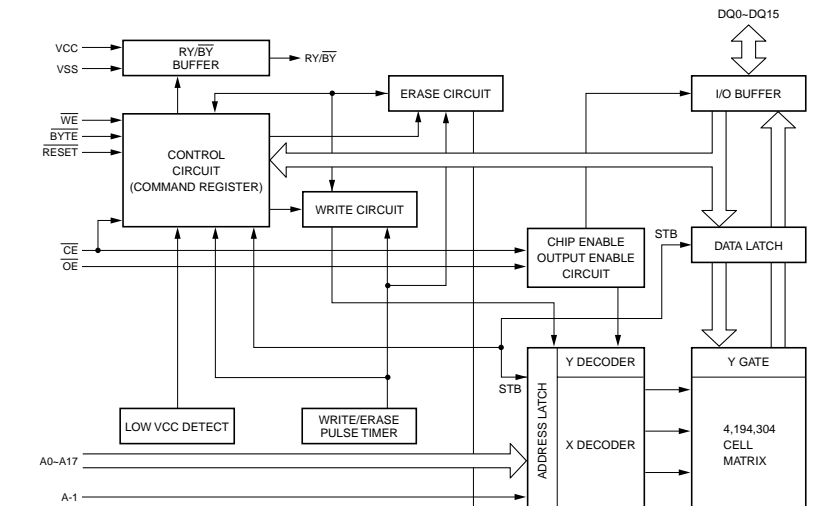 DQ0~DQ15
VCC
VSS
RY/BY
BUFFER
RY/BY
ERASE CIRCUIT
I/O BUFFER
WE
BYTE
RESET
CONTROL
CIRCUIT
(COMMAND REGISTER)
WRITE CIRCUIT
CE
OE
CHIP ENABLE
OUTPUT ENABLE
CIRCUIT
STB
DATA LATCH
STB
ADDRESS LATCH
Y DECODER
Y GATE
LOW VCC DETECT
WRITE/ERASE
PULSE TIMER
X DECODER
4,194,304
CELL
MATRIX
A0~A17
A-1